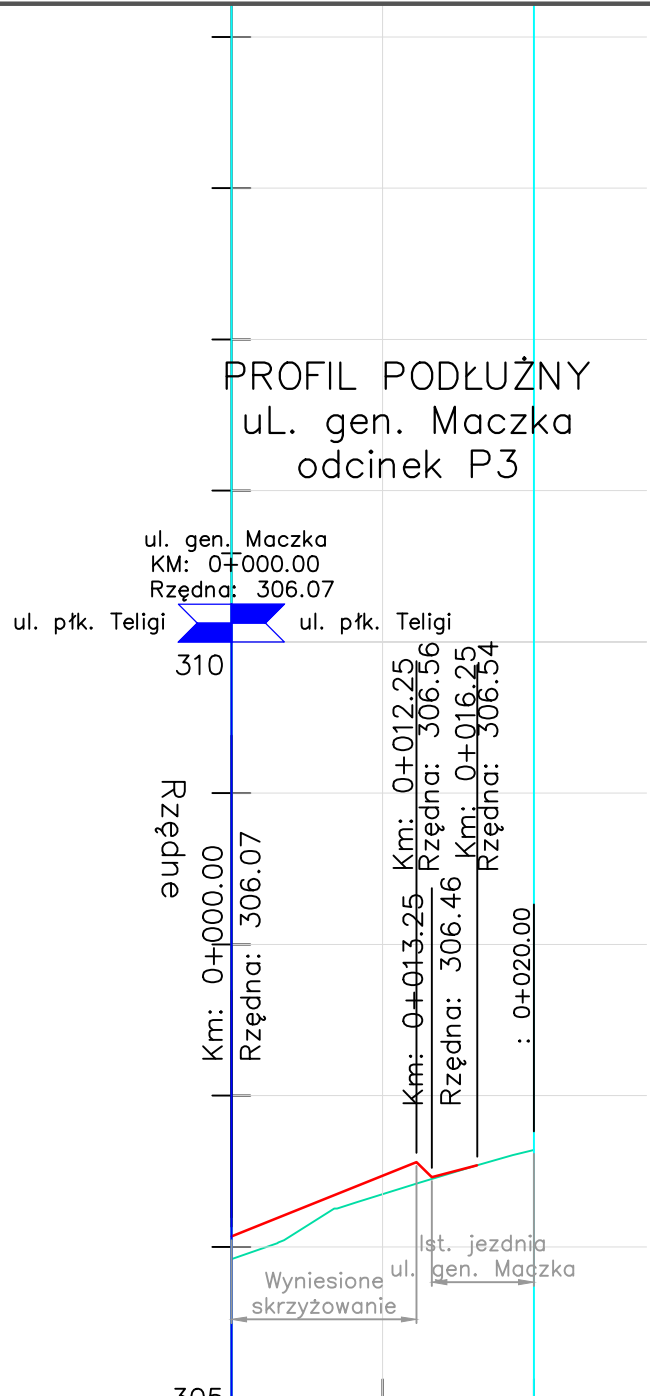 PROFIL PODŁUŻNY
uL. gen. Maczka
odcinek P3
ul. gen. Maczka
KM: 0+000.00
Rzędna: 306.07
ul. płk. Teligi
ul. płk. Teligi
310
Rzędne
Km: 0+000.00
Rzędna: 306.07
Km: 0+012.25
Rzędna: 306.56
Km: 0+016.25
Rzędna: 306.54
Km: 0+013.25
Rzędna: 306.46
: 0+020.00
Ist. jezdnia
ul. gen. Maczka
Wyniesione
skrzyżowanie
305